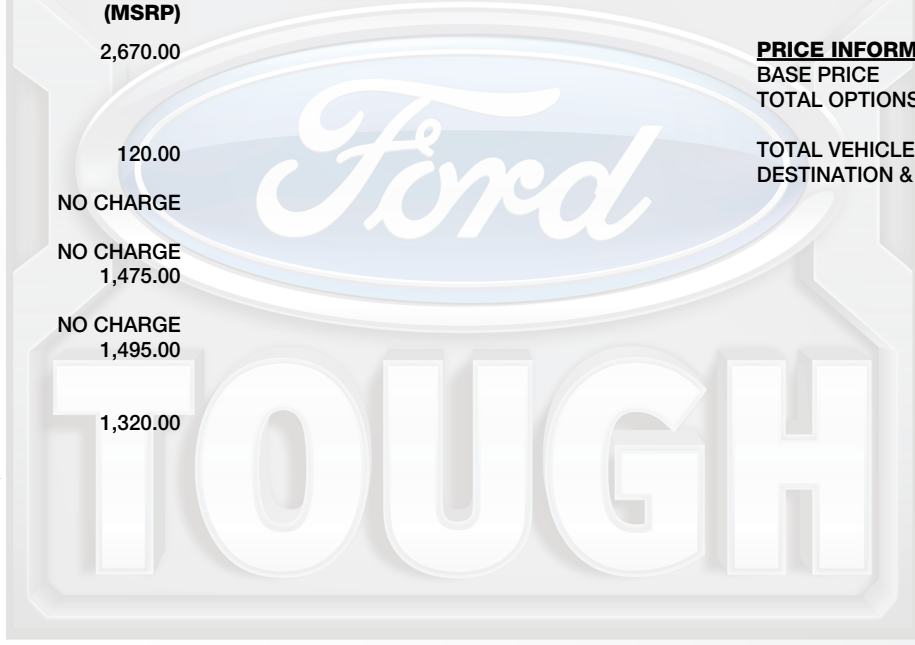 (MSRP)
2,670.00
120.00
NO CHARGE
NO CHARGE
1,475.00
NO CHARGE
1,495.00
1,320.00
PRICE INFORM
BASE PRICE
TOTAL OPTIONS
TOTAL VEHICLE
DESTINATION &
Ford
TOUGH